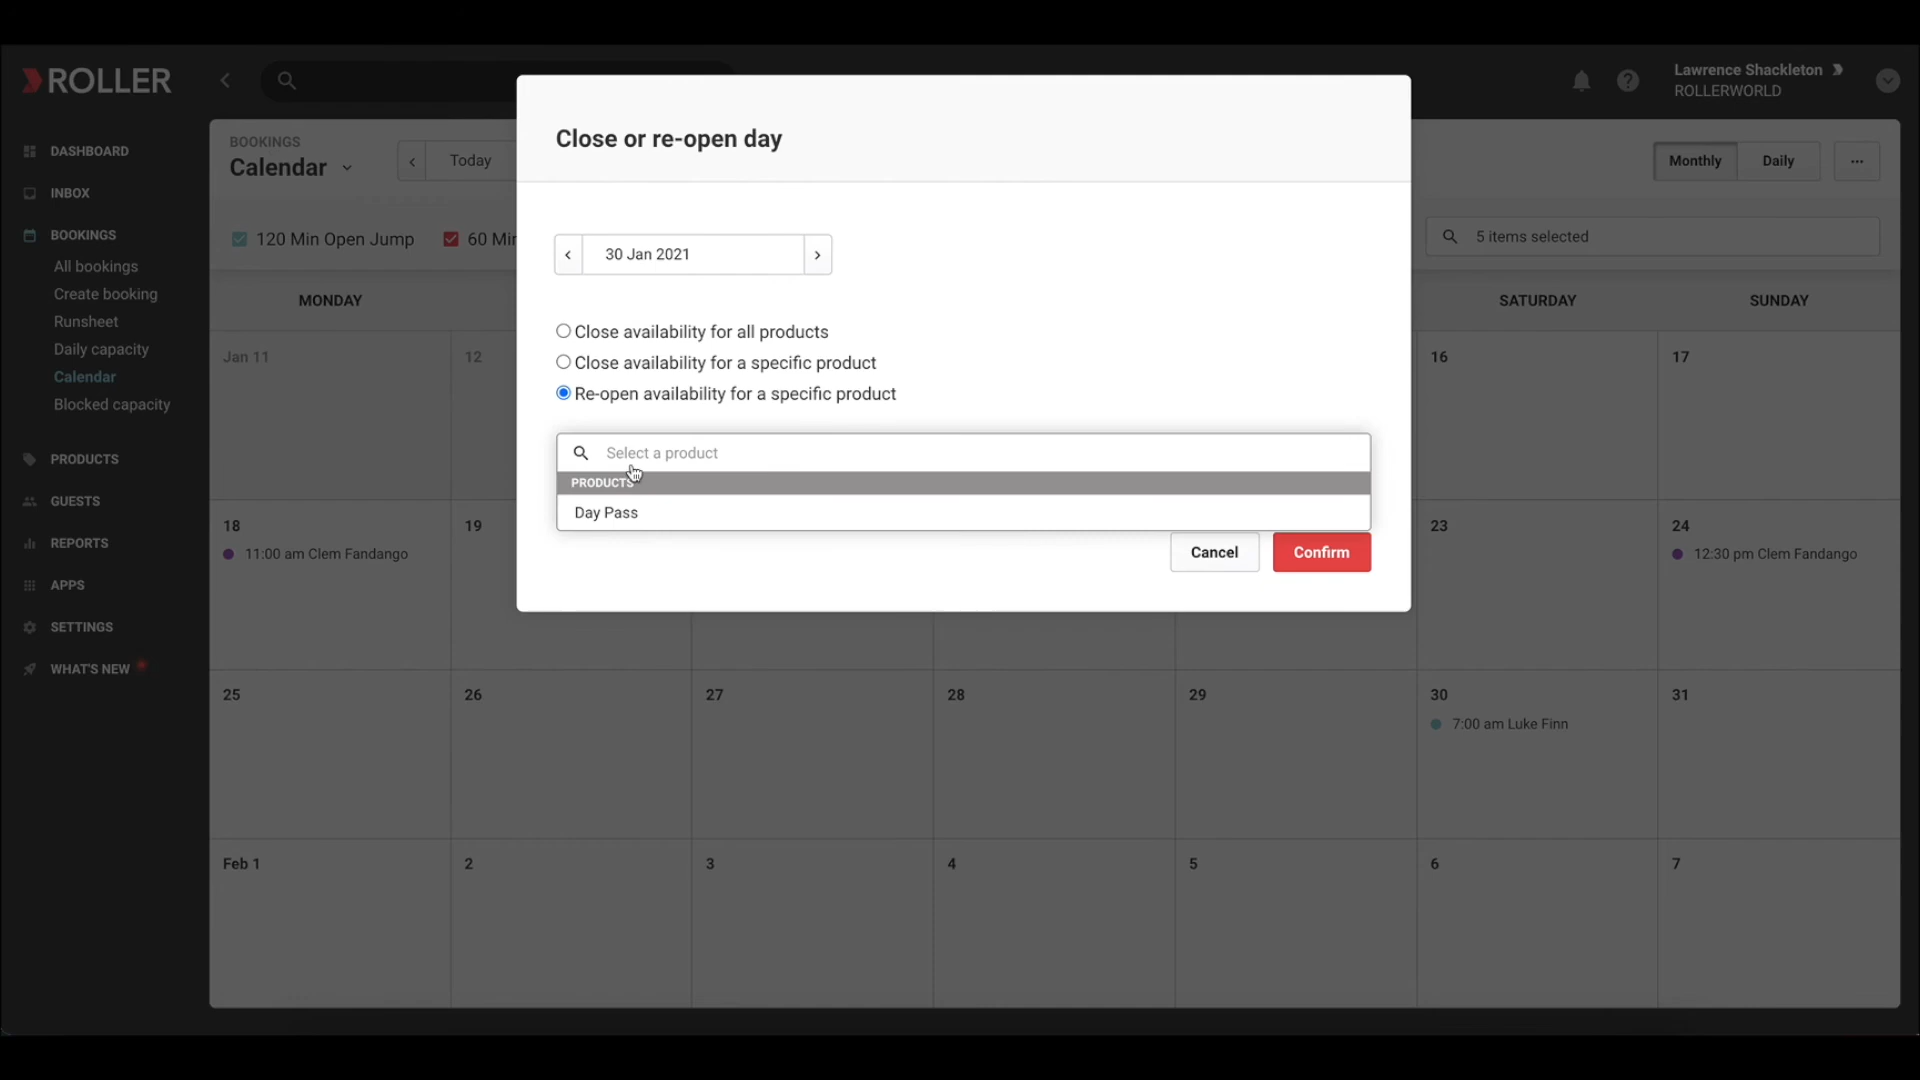 ROLLER
Lawrence Shackleton
ROLLERWORLD
DASHBOARD
INBOX
BOOKINGS
All bookings
Create booking
Runsheet
Daily capacity
Calendar
Blocked capacity
PRODUCTS
GUESTS
REPORTS
APPS
SETTINGS
WHAT'S NEW
BOOKINGS
Calendar
Today
Monthly
Daily
120 Min Open Jump
60 Min
5 items selected
Close or re-open day
30 Jan 2021
Close availability for all products
Close availability for a specific product
Re-open availability for a specific product
Select a product
PRODUCTS
Day Pass
Cancel
Confirm
MONDAY
SATURDAY
SUNDAY
Jan 11
12
16
17
18
11:00 am Clem Fandango
19
23
24
12:30 pm Clem Fandango
25
26
27
28
29
30
7:00 am Luke Finn
31
Feb 1
2
3
4
5
6
7